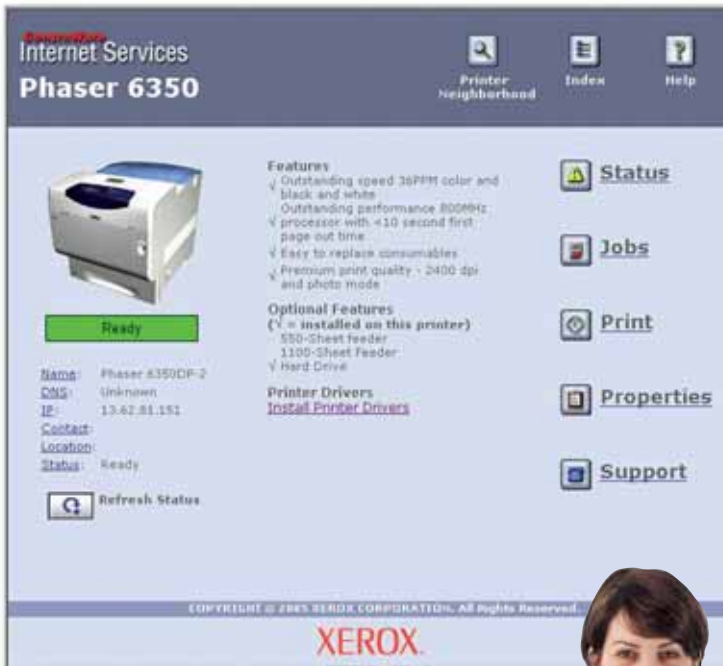 CentreWare
Internet Services
Phaser 6350
Printer
Neighborhood
Index
Help
Features
√ Outstanding speed 36PPM color and
black and white
Outstanding performance 800MHz
√ processor with <10 second first
page out time
√ Easy to replace consumables
√ Premium print quality - 2400 dpi
and photo mode
Optional Features
(√ = installed on this printer)
550-Sheet feeder
1100-Sheet Feeder
√ Hard Drive
Printer Drivers
Install Printer Drivers
Ready
Name: Phaser 6350DP-2
DNS: Unknown
IP: 13.62.81.151
Contact:
Location:
Status: Ready
Refresh Status
Status
Jobs
Print
Properties
Support
COPYRIGHT © 2005 XEROX CORPORATION. All Rights Reserved.
XEROX.